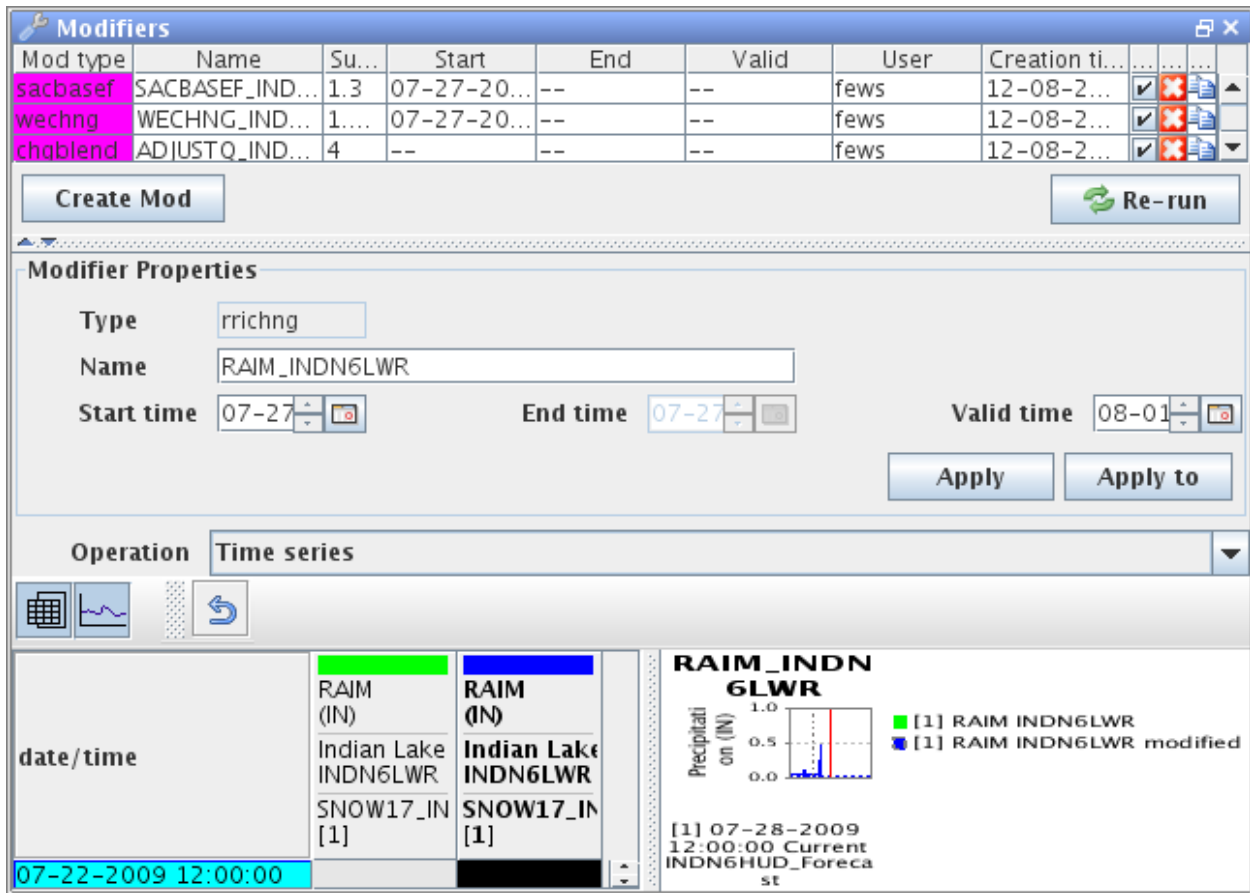 Modifiers
Mod type Name Su... Start End Valid User Creation ti... ... ... ...
sacbasef SACBASEF_IND... 1.3 07-27-20... -- -- fews 12-08-2...
wechng WECHNG_IND... 1.... 07-27-20... -- -- fews 12-08-2...
chgblend ADJUSTQ_IND... 4 -- -- -- fews 12-08-2...
Create Mod Re-run
Modifier Properties
Type rrichng
Name RAIM_INDN6LWR
Start time 07-27 End time 07-27 Valid time 08-01
Apply Apply to
Operation Time series
date/time
RAIM
(IN)
Indian Lake
INDN6LWR
SNOW17_IN
[1]
RAIM
(IN)
Indian Lake
INDN6LWR
SNOW17_IN
[1]
07-22-2009 12:00:00
RAIM_INDN
6LWR
Precipitati
on (IN)
1.0
0.5
0.0
[1] RAIM INDN6LWR
[1] RAIM INDN6LWR modified
[1] 07-28-2009
12:00:00 Current
INDN6HUD_Foreca
st